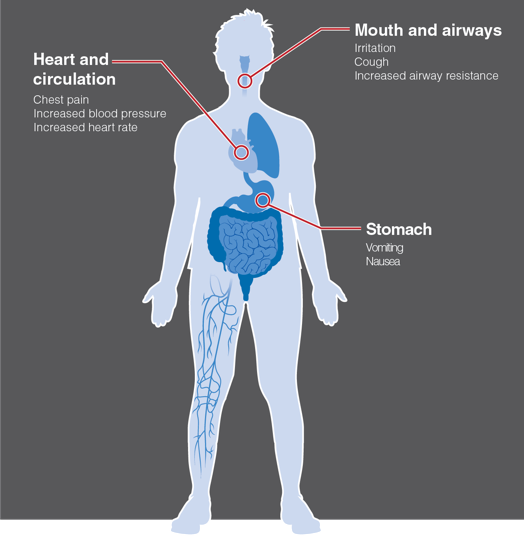 Mouth and airways
Irritation
Cough
Increased airway resistance
Heart and
circulation
Chest pain
Increased blood pressure
Increased heart rate
Stomach
Vomiting
Nausea